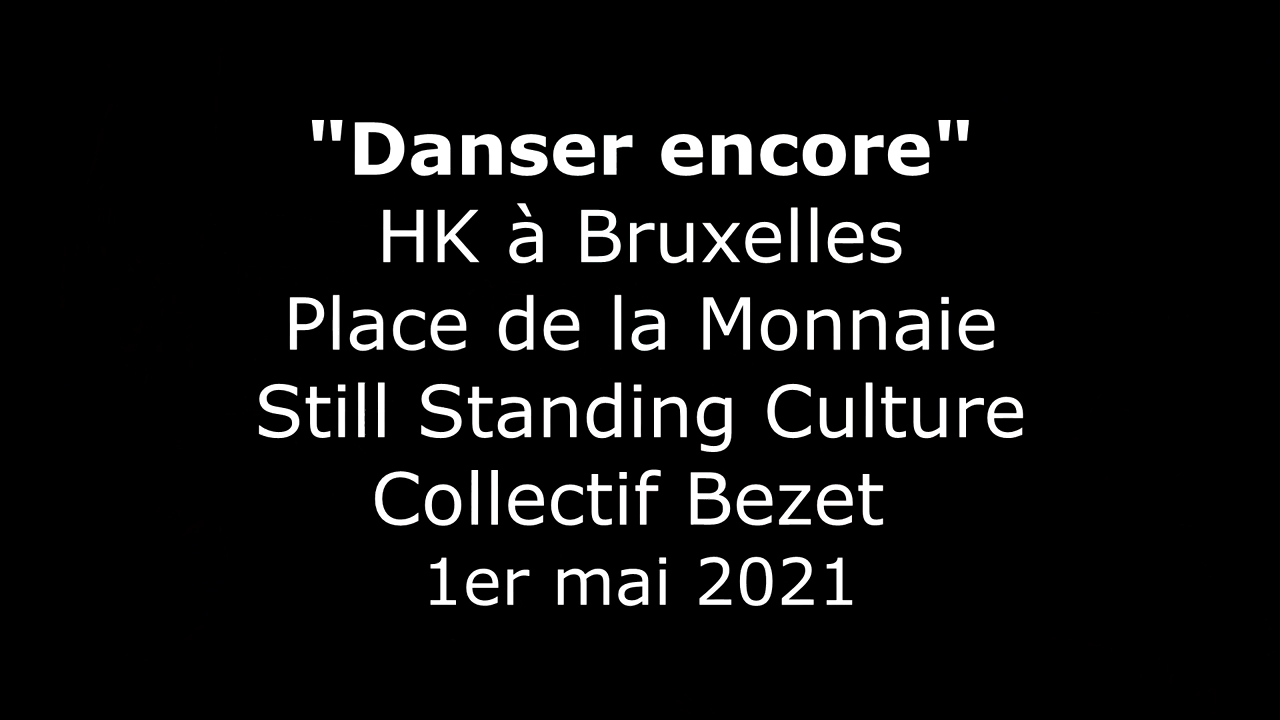 "Danser encore"
HK à Bruxelles
Place de la Monnaie
Still Standing Culture
Collectif Bezet
1er mai 2021